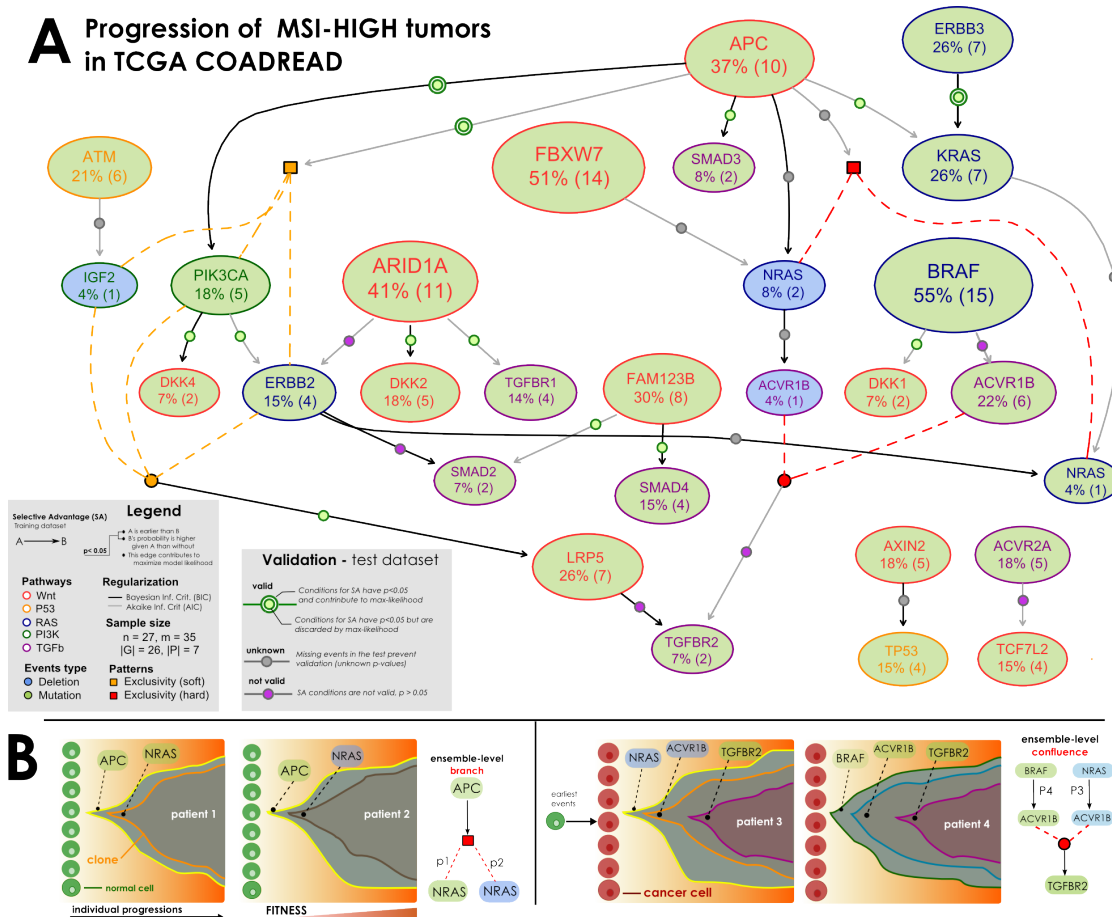 A Progression of MSI-HIGH tumors
in TCGA COADREAD
APC
37% (10)
ERBB3
26% (7)
ATM
21% (6)
FBXW7
51% (14)
SMAD3
8% (2)
KRAS
26% (7)
IGF2
4% (1)
PIK3CA
18% (5)
ARID1A
41% (11)
NRAS
8% (2)
BRAF
55% (15)
DKK4
7% (2)
ERBB2
15% (4)
DKK2
18% (5)
TGFBR1
14% (4)
FAM123B
30% (8)
ACVR1B
4% (1)
DKK1
7% (2)
ACVR1B
22% (6)
SMAD2
7% (2)
SMAD4
15% (4)
NRAS
4% (1)
LRP5
26% (7)
AXIN2
18% (5)
ACVR2A
18% (5)
TGFBR2
7% (2)
TP53
15% (4)
TCF7L2
15% (4)
Legend
Selective Advantage (SA)
Training dataset
A B
p< 0.05
A is earlier than B
B's probability is higher
given A than without
This edge contributes to
maximize model likelihood
Pathways
Wnt
P53
RAS
PI3K
TGFb
Regularization
Bayesian Inf. Crit. (BIC)
Akaike Inf. Crit (AIC)
Sample size
n = 27, m = 35
|G| = 26, |P| = 7
Events type
Deletion
Mutation
Patterns
Exclusivity (soft)
Exclusivity (hard)
Validation - test dataset
valid
Conditions for SA have p<0.05
and contribute to max-likelihood
Conditions for SA have p<0.05 but are
discarded by max-likelihood
unknown
Missing events in the test prevent
validation (unknown p-values)
not valid
SA conditions are not valid, p > 0.05
B
APC
NRAS
patient 1
clone
normal cell
individual progressions
APC
NRAS
patient 2
FITNESS
ensemble-level
branch
APC
p1
p2
NRAS
NRAS
earliest
events
NRAS
ACVR1B
TGFBR2
patient 3
cancer cell
BRAF
ACVR1B
TGFBR2
patient 4
ensemble-level
confluence
BRAF
NRAS
P4
P3
ACVR1B
ACVR1B
TGFBR2